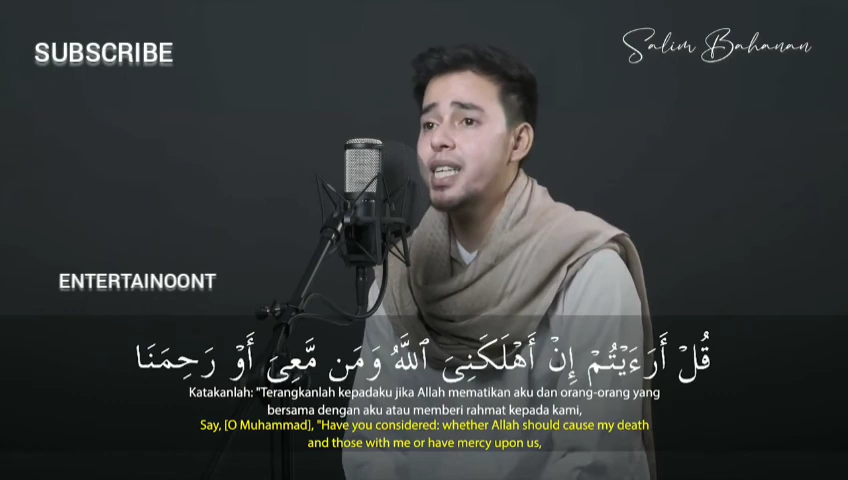 SUBSCRIBE
Salim Bahanan
ENTERTAINOONT
قُلْ أَرَءَيْتُمْ إِنْ أَهْلَكَنِىَ ٱللَّهُ وَمَن مَّعِىَ أَوْ رَحِمَنَا
Katakanlah: "Terangkanlah kepadaku jika Allah mematikan aku dan orang-orang yang
bersama dengan aku atau memberi rahmat kepada kami,
Say, [O Muhammad], "Have you considered: whether Allah should cause my death
and those with me or have mercy upon us,